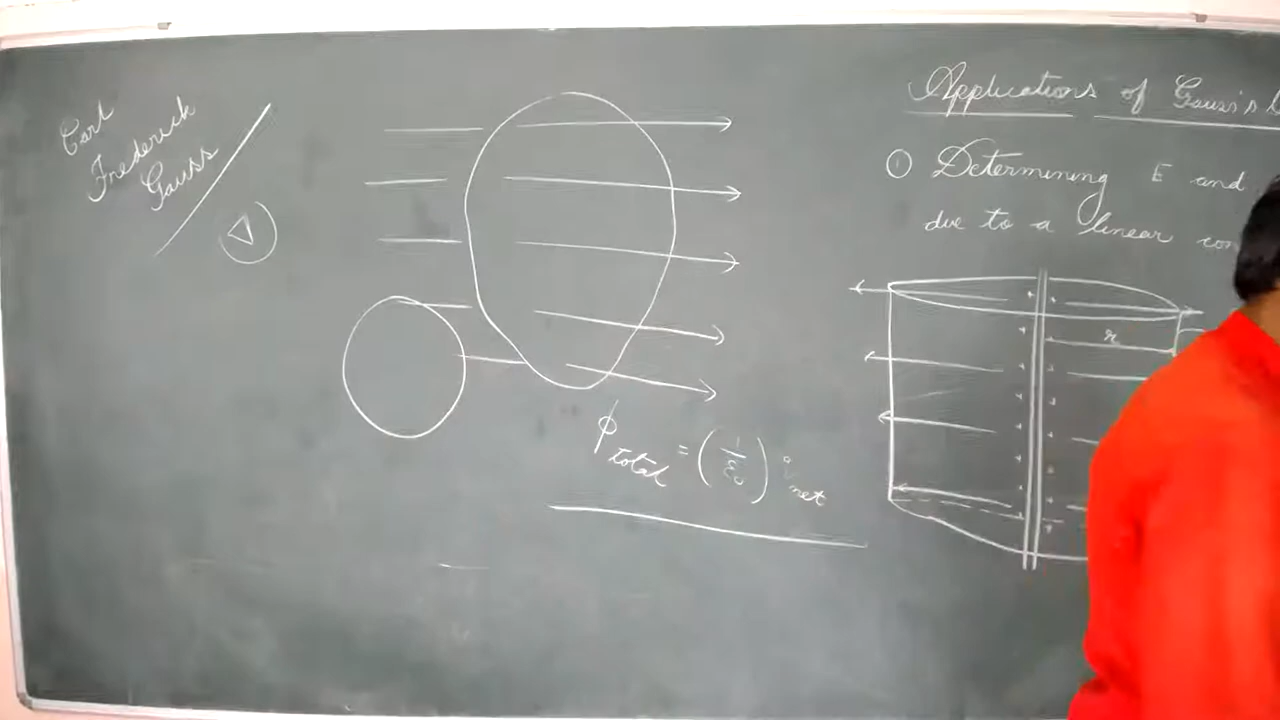 Carl
Frederick
Gauss
φ total = (1/ε₀) q net
Applications of Gauss's L
① Determining E and
due to a linear con
r